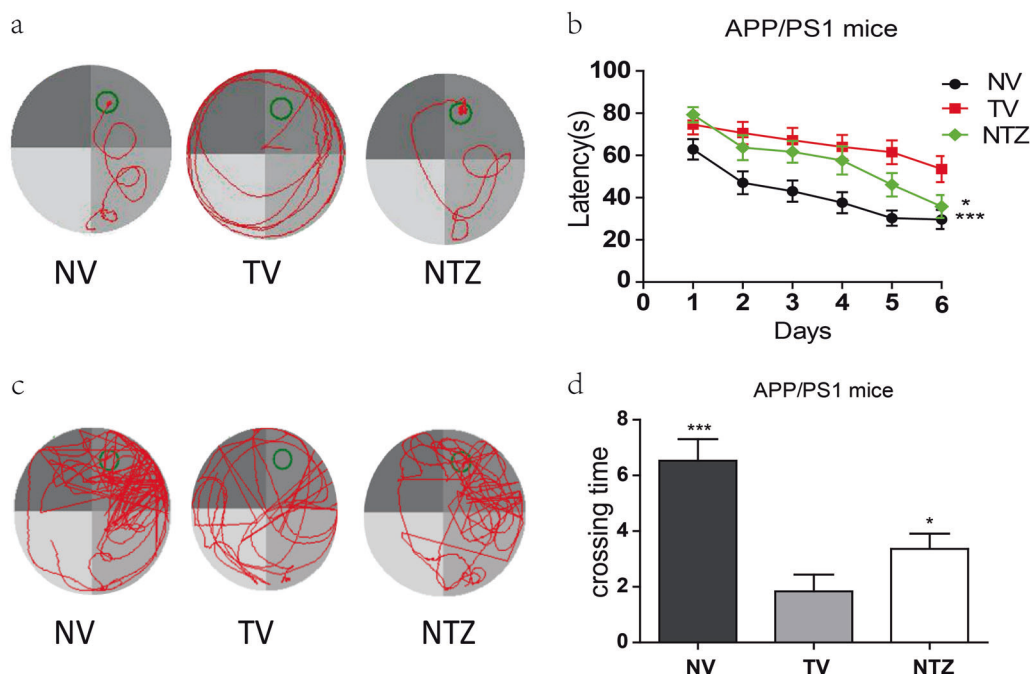 a
NV TV NTZ
b
APP/PS1 mice
Latency(s)
100
80
60
40
20
0
0 1 2 3 4 5 6
Days
NV
TV
NTZ
*
***
c
NV TV NTZ
d
APP/PS1 mice
crossing time
8
6
4
2
0
***
*
NV TV NTZ